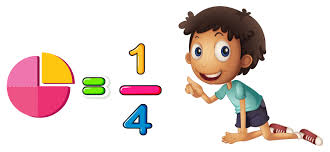 = 1/4